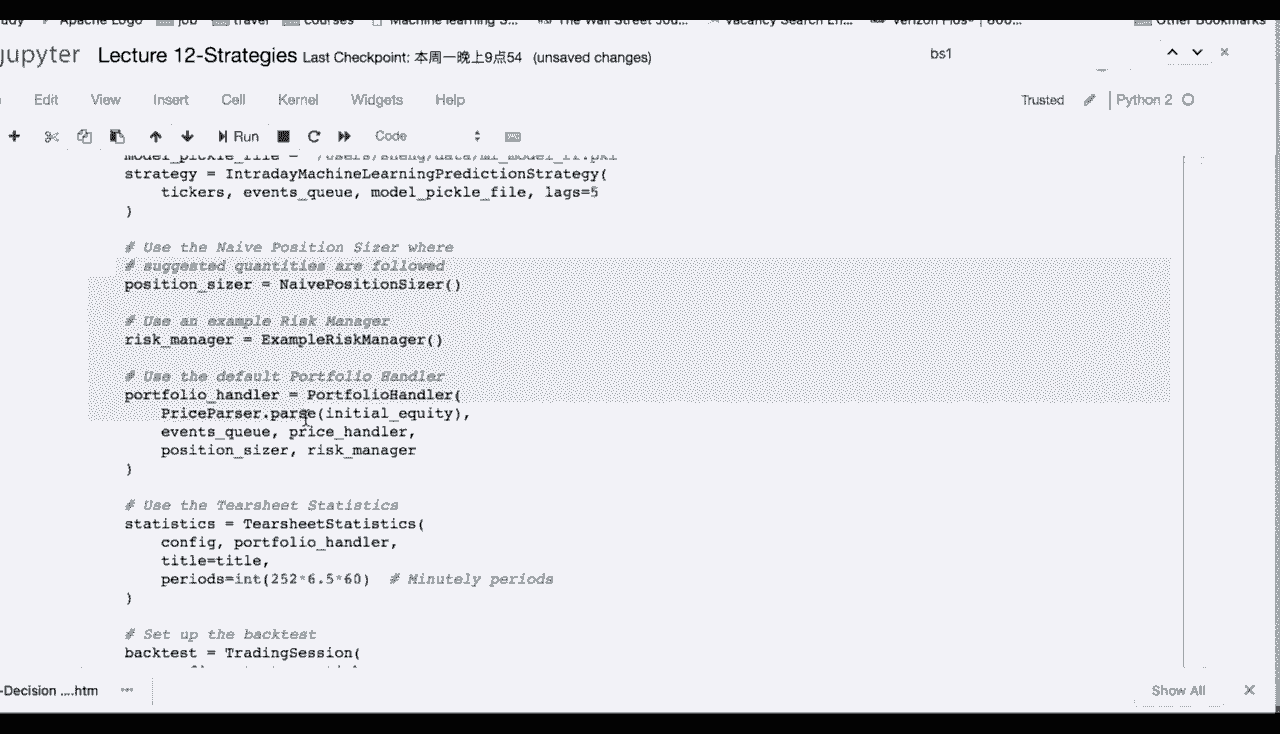 Apache Logo job travel courses Machine learning S... The Wall Street Jou... Vacancy Search En... Verizon Fios* | 800... Other Bookmarks
jupyter Lecture 12-Strategies Last Checkpoint: 本周一晚上9点54 (unsaved changes) bs1
Edit View Insert Cell Kernel Widgets Help Trusted Python 2
Run Code
strategy = IntradayMachineLearningPredictionStrategy(
tickers, events_queue, model_pickle_file, lags=5
)
# Use the Naive Position Sizer where
# suggested quantities are followed
position_sizer = NaivePositionSizer()
# Use an example Risk Manager
risk_manager = ExampleRiskManager()
# Use the default Portfolio Handler
portfolio_handler = PortfolioHandler(
PriceParser.parse(initial_equity),
events_queue, price_handler,
position_sizer, risk_manager
)
# Use the Tearsheet Statistics
statistics = TearsheetStatistics(
config, portfolio_handler,
title=title,
periods=int(252*6.5*60) # Minutely periods
)
# Set up the backtest
backtest = TradingSession(
-Decision ....htm Show All